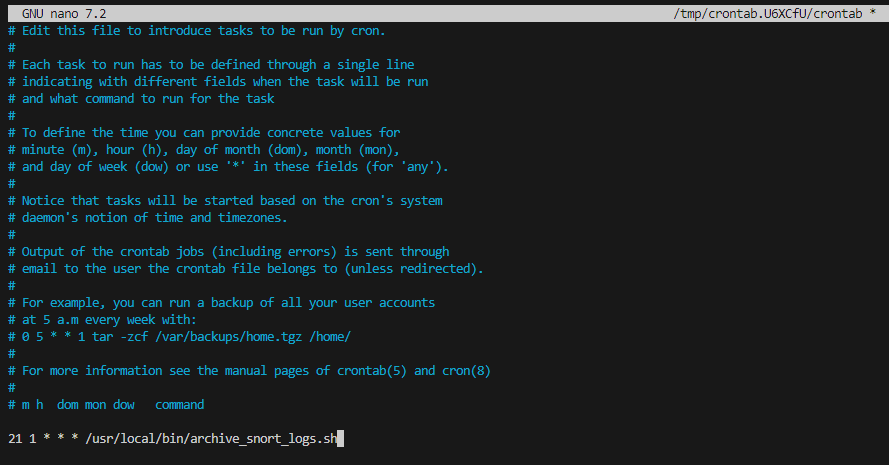 GNU nano 7.2 /tmp/crontab.U6XCfU/crontab *
# Edit this file to introduce tasks to be run by cron.
#
# Each task to run has to be defined through a single line
# indicating with different fields when the task will be run
# and what command to run for the task
#
# To define the time you can provide concrete values for
# minute (m), hour (h), day of month (dom), month (mon),
# and day of week (dow) or use '*' in these fields (for 'any').
#
# Notice that tasks will be started based on the cron's system
# daemon's notion of time and timezones.
#
# Output of the crontab jobs (including errors) is sent through
# email to the user the crontab file belongs to (unless redirected).
#
# For example, you can run a backup of all your user accounts
# at 5 a.m every week with:
# 0 5 * * 1 tar -zcf /var/backups/home.tgz /home/
#
# For more information see the manual pages of crontab(5) and cron(8)
#
# m h  dom mon dow   command
21 1 * * * /usr/local/bin/archive_snort_logs.sh